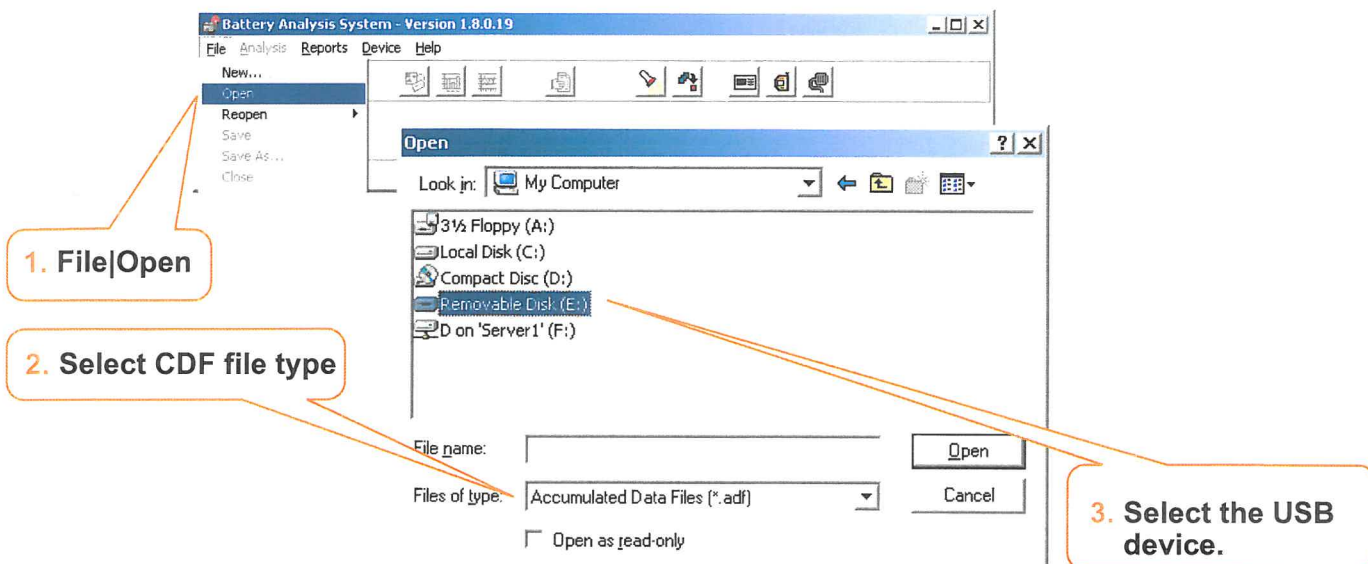 Battery Analysis System - Version 1.8.0.19
File Analysis Reports Device Help
New...
Open
Reopen
Save
Save As...
Close
Open
Look in: My Computer
3½ Floppy (A:)
Local Disk (C:)
Compact Disc (D:)
Removable Disk (E:)
D on 'Server1' (F:)
File name:
Open
Files of type: Accumulated Data Files (*.adf)
Cancel
Open as read-only
1. File|Open
2. Select CDF file type
3. Select the USB
device.